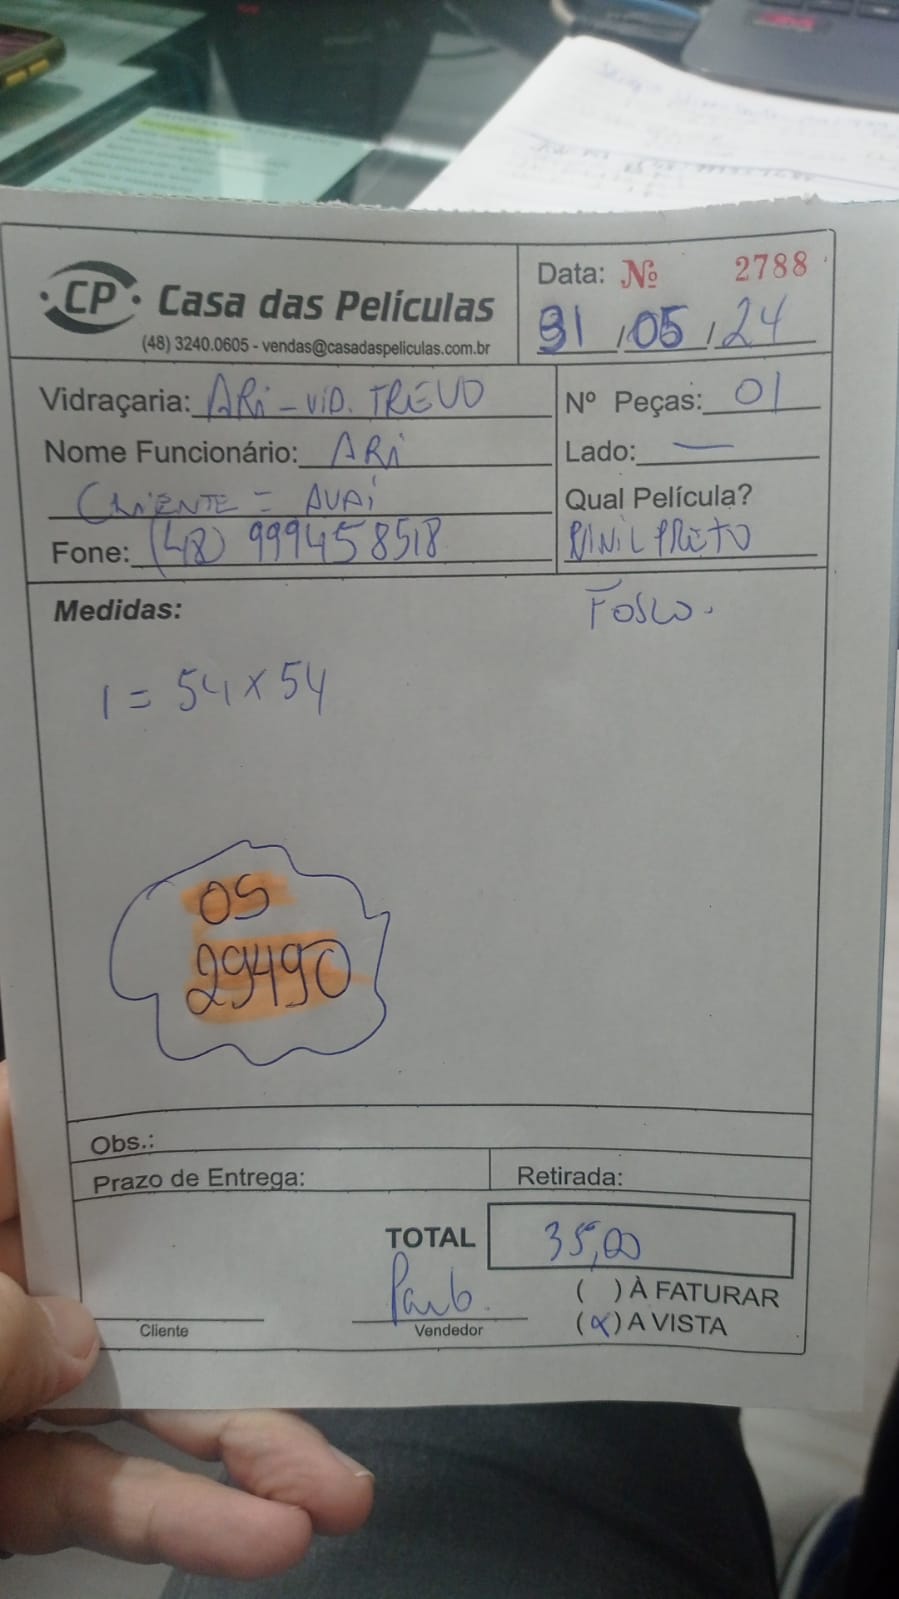 CP Casa das Películas
(48) 3240.0605 - vendas@casadaspeliculas.com.br
Data: Nº 2788
31 / 05 / 24
Vidraçaria: ARi - ViD. TREVO
Nome Funcionário: ARi
CLiENTE = AVAÍ
Fone: (48) 999458518
Nº Peças: 01
Lado: —
Qual Película?
PRETO
FOSCO.
Medidas:
1 = 54 x 54
OS
29490
Obs.:
Prazo de Entrega:
Retirada:
TOTAL 35,00
( ) À FATURAR
(x) A VISTA
Cliente
Vendedor